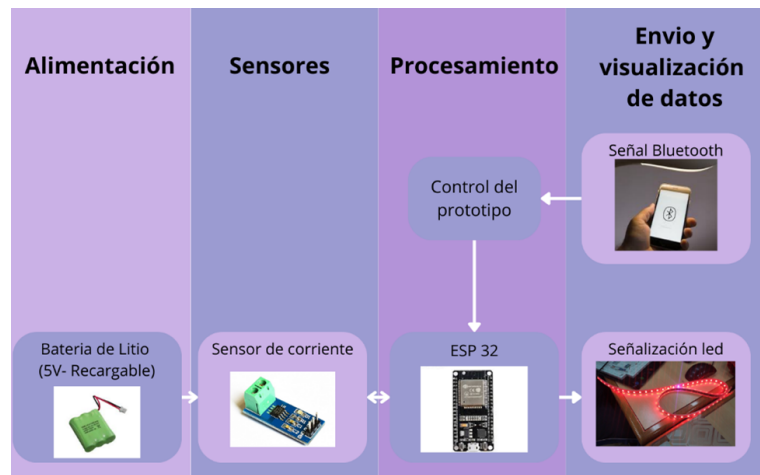 Alimentación
Sensores
Procesamiento
Envio y
visualización
de datos
Señal Bluetooth
Control del
prototipo
Bateria de Litio
(5V- Recargable)
Sensor de corriente
ESP 32
Señalización led